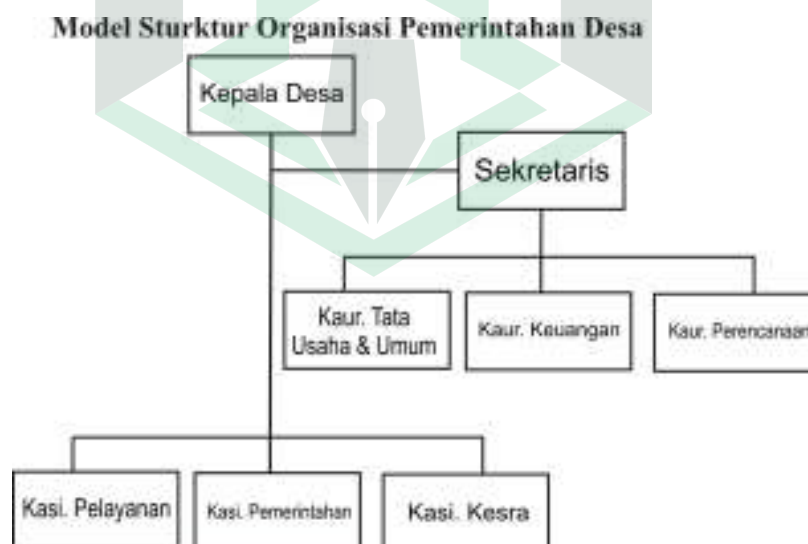 Model Sturktur Organisasi Pemerintahan Desa
Kepala Desa
Sekretaris
Kaur. Tata
Usaha & Umum
Kaur. Keuangan
Kaur. Perencanaan
Kasi. Pelayanan
Kasi. Pemerintahan
Kasi. Kesra